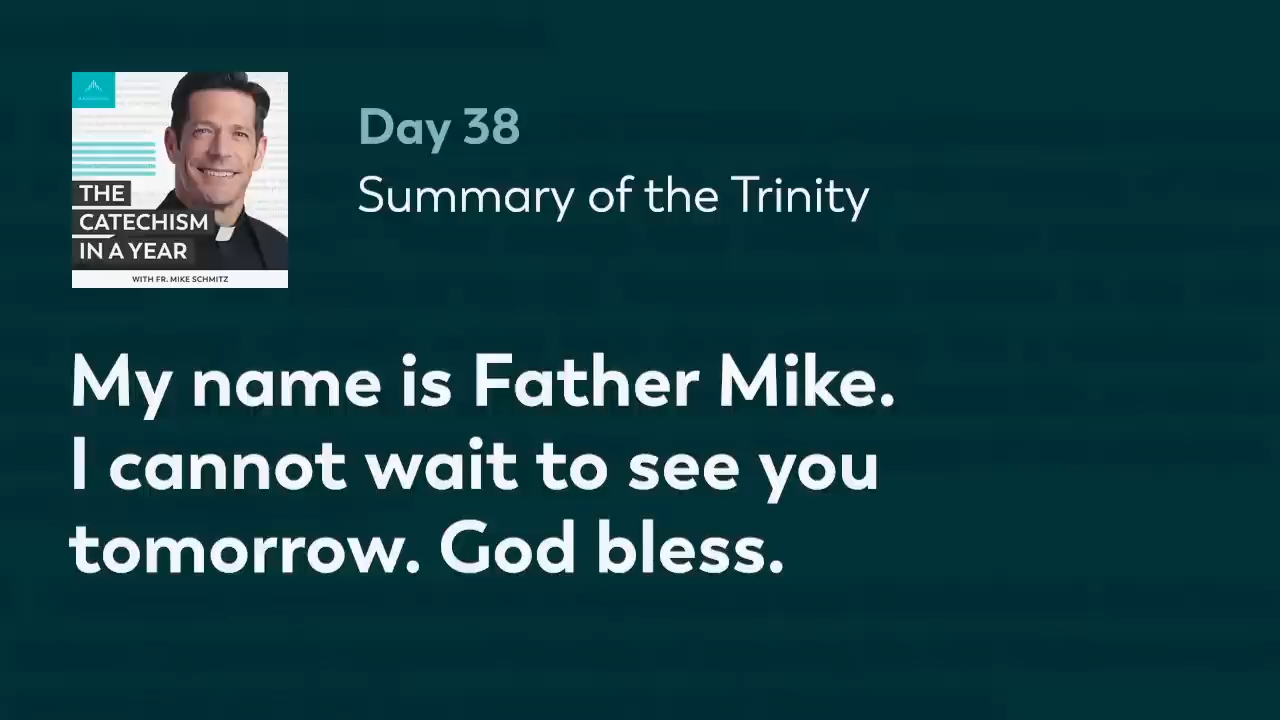 Day 38
Summary of the Trinity
THE
CATECHISM
IN A YEAR
WITH FR. MIKE SCHMITZ
My name is Father Mike.
I cannot wait to see you
tomorrow. God bless.